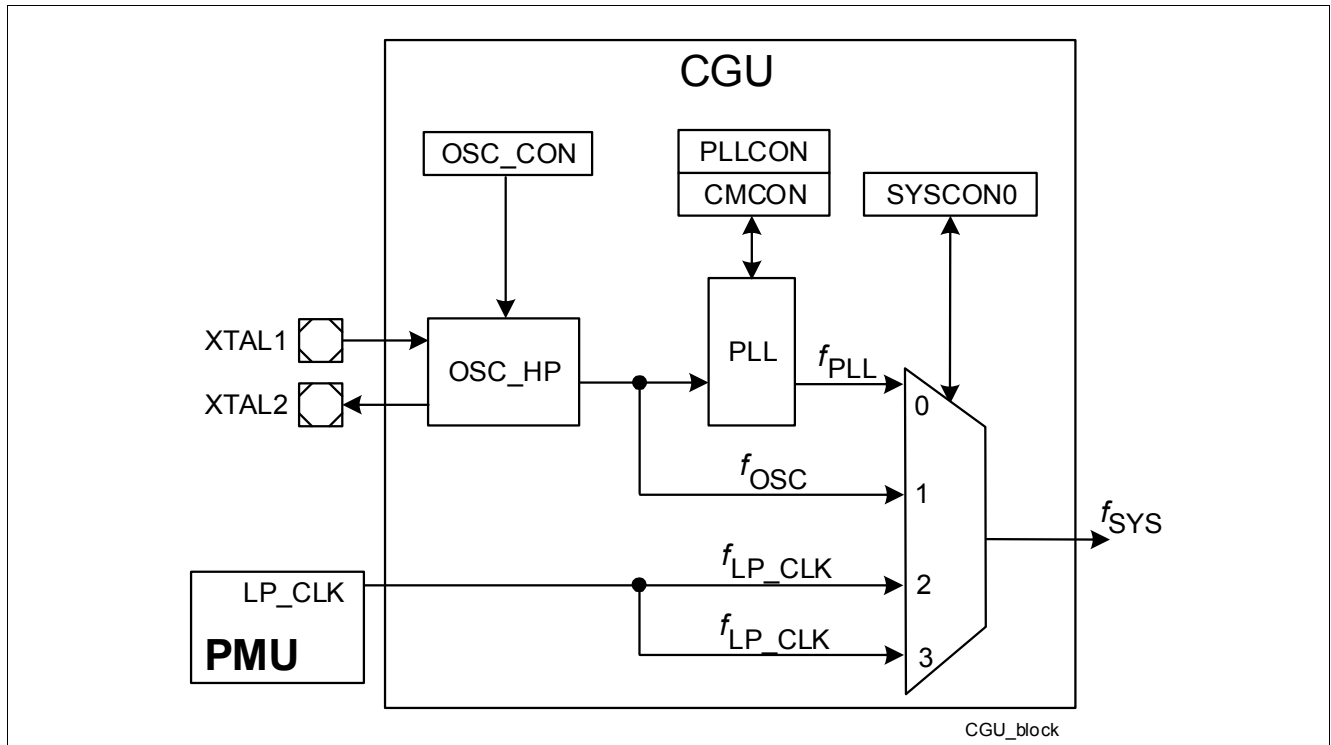 CGU
OSC_CON
PLLCON
CMCON
SYSCON0
XTAL1
XTAL2
OSC_HP
PLL
fPLL
0
fOSC
1
fSYS
LP_CLK
PMU
fLP_CLK
2
fLP_CLK
3
CGU_block